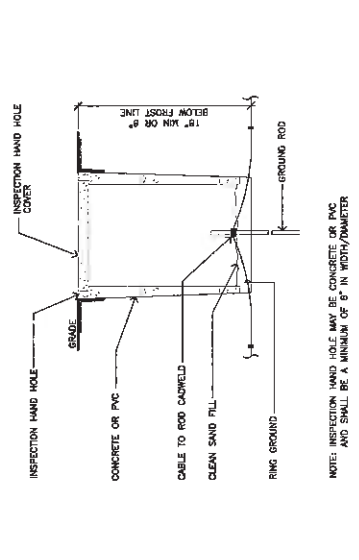 INSPECTION HAND HOLE
INSPECTION HAND HOLE
COVER
GRADE
CONCRETE OR PVC
18" MIN OR 6"
BELOW FROST LINE
CABLE TO ROD CADWELD
CLEAN SAND FILL
GROUND ROD
RING GROUND
NOTE: INSPECTION HAND HOLE MAY BE CONCRETE OR PVC
AND SHALL BE A MINIMUM OF 6" IN WIDTH/DIAMETER